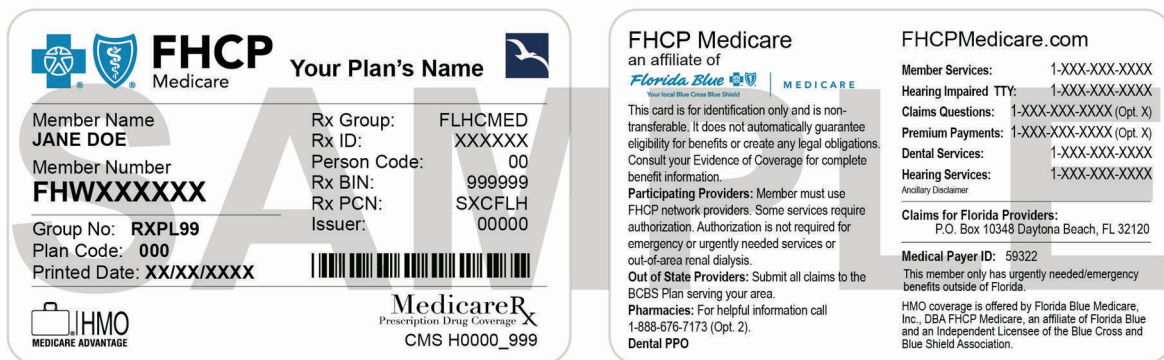 FHCP
Medicare
Your Plan's Name
Member Name
JANE DOE
Member Number
FHWXXXXXX
Group No: RXPL99
Plan Code: 000
Printed Date: XX/XX/XXXX
Rx Group: FLHCMED
Rx ID: XXXXXX
Person Code: 00
Rx BIN: 999999
Rx PCN: SXCFLH
Issuer: 00000
HMO
MEDICARE ADVANTAGE
MedicareRx
Prescription Drug Coverage
CMS H0000_999
FHCP Medicare
an affiliate of
Florida Blue
Your local Blue Cross Blue Shield
MEDICARE
This card is for identification only and is non-
transferable. It does not automatically guarantee
eligibility for benefits or create any legal obligations.
Consult your Evidence of Coverage for complete
benefit information.
Participating Providers: Member must use
FHCP network providers. Some services require
authorization. Authorization is not required for
emergency or urgently needed services or
out-of-area renal dialysis.
Out of State Providers: Submit all claims to the
BCBS Plan serving your area.
Pharmacies: For helpful information call
1-888-676-7173 (Opt. 2).
Dental PPO
FHCPMedicare.com
Member Services: 1-XXX-XXX-XXXX
Hearing Impaired TTY: 1-XXX-XXX-XXXX
Claims Questions: 1-XXX-XXX-XXXX (Opt. X)
Premium Payments: 1-XXX-XXX-XXXX (Opt. X)
Dental Services: 1-XXX-XXX-XXXX
Hearing Services: 1-XXX-XXX-XXXX
Ancillary Disclaimer
Claims for Florida Providers:
P.O. Box 10348 Daytona Beach, FL 32120
Medical Payer ID: 59322
This member only has urgently needed/emergency
benefits outside of Florida.
HMO coverage is offered by Florida Blue Medicare,
Inc., DBA FHCP Medicare, an affiliate of Florida Blue
and an Independent Licensee of the Blue Cross and
Blue Shield Association.
SAMPLE